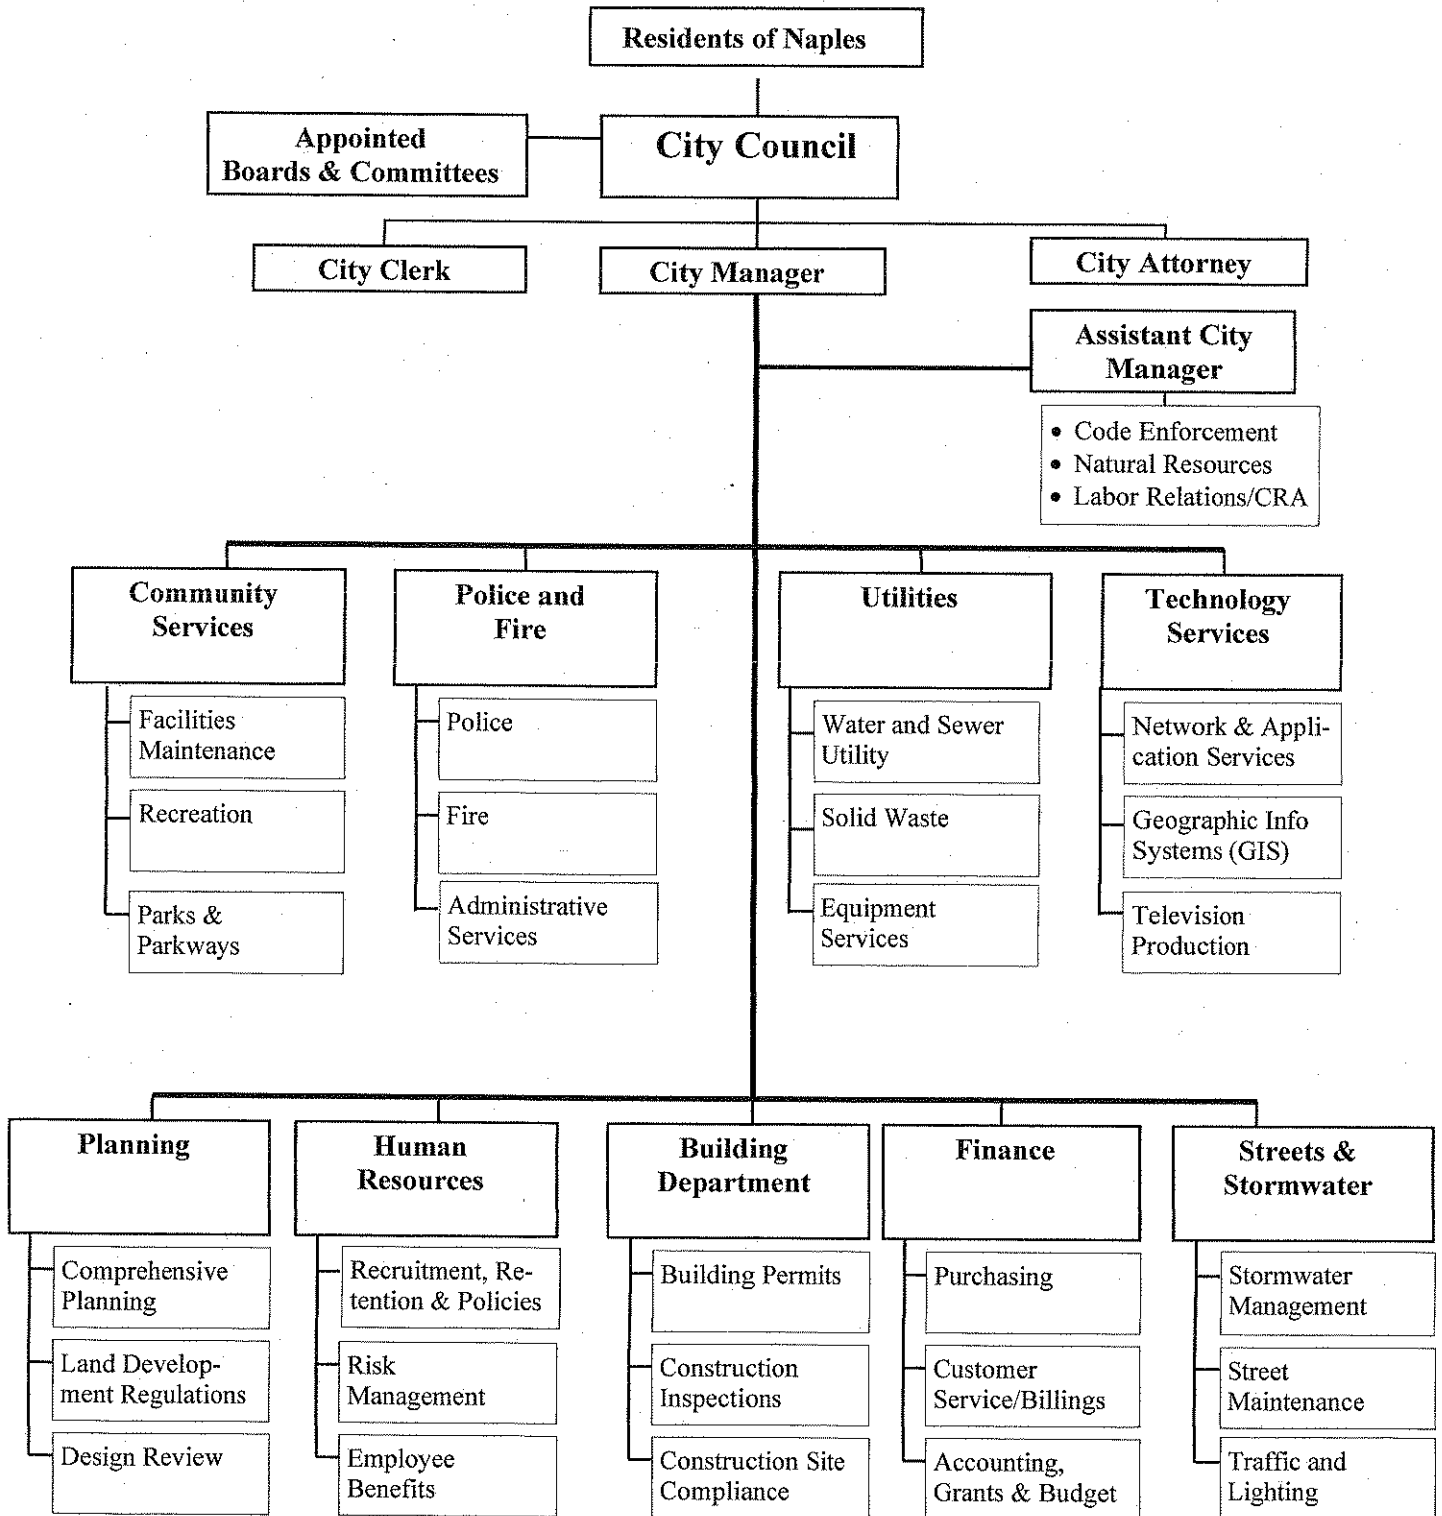 Residents of Naples
Appointed
Boards & Committees
City Council
City Clerk
City Manager
City Attorney
Assistant City
Manager
• Code Enforcement
• Natural Resources
• Labor Relations/CRA
Community
Services
Facilities
Maintenance
Recreation
Parks &
Parkways
Police and
Fire
Police
Fire
Administrative
Services
Utilities
Water and Sewer
Utility
Solid Waste
Equipment
Services
Technology
Services
Network & Appli-
cation Services
Geographic Info
Systems (GIS)
Television
Production
Planning
Comprehensive
Planning
Land Develop-
ment Regulations
Design Review
Human
Resources
Recruitment, Re-
tention & Policies
Risk
Management
Employee
Benefits
Building
Department
Building Permits
Construction
Inspections
Construction Site
Compliance
Finance
Purchasing
Customer
Service/Billings
Accounting,
Grants & Budget
Streets &
Stormwater
Stormwater
Management
Street
Maintenance
Traffic and
Lighting